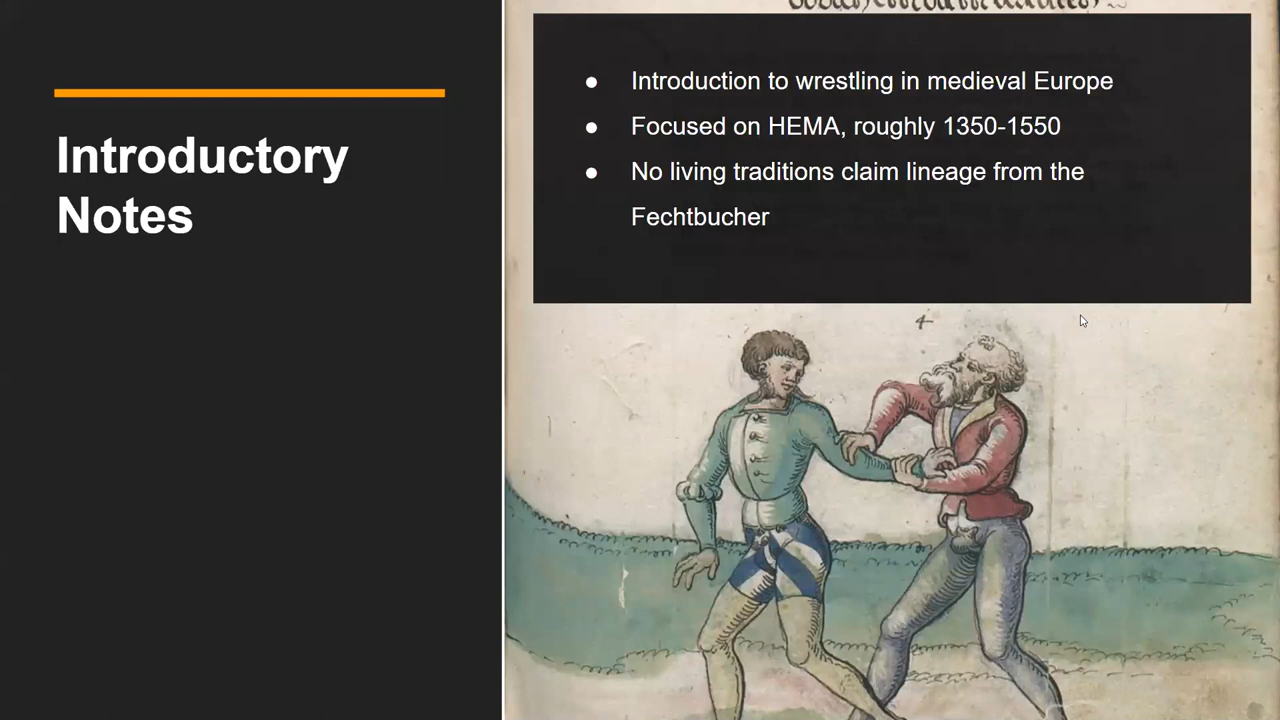 Introductory
Notes
● Introduction to wrestling in medieval Europe
● Focused on HEMA, roughly 1350-1550
● No living traditions claim lineage from the
Fechtbucher
4